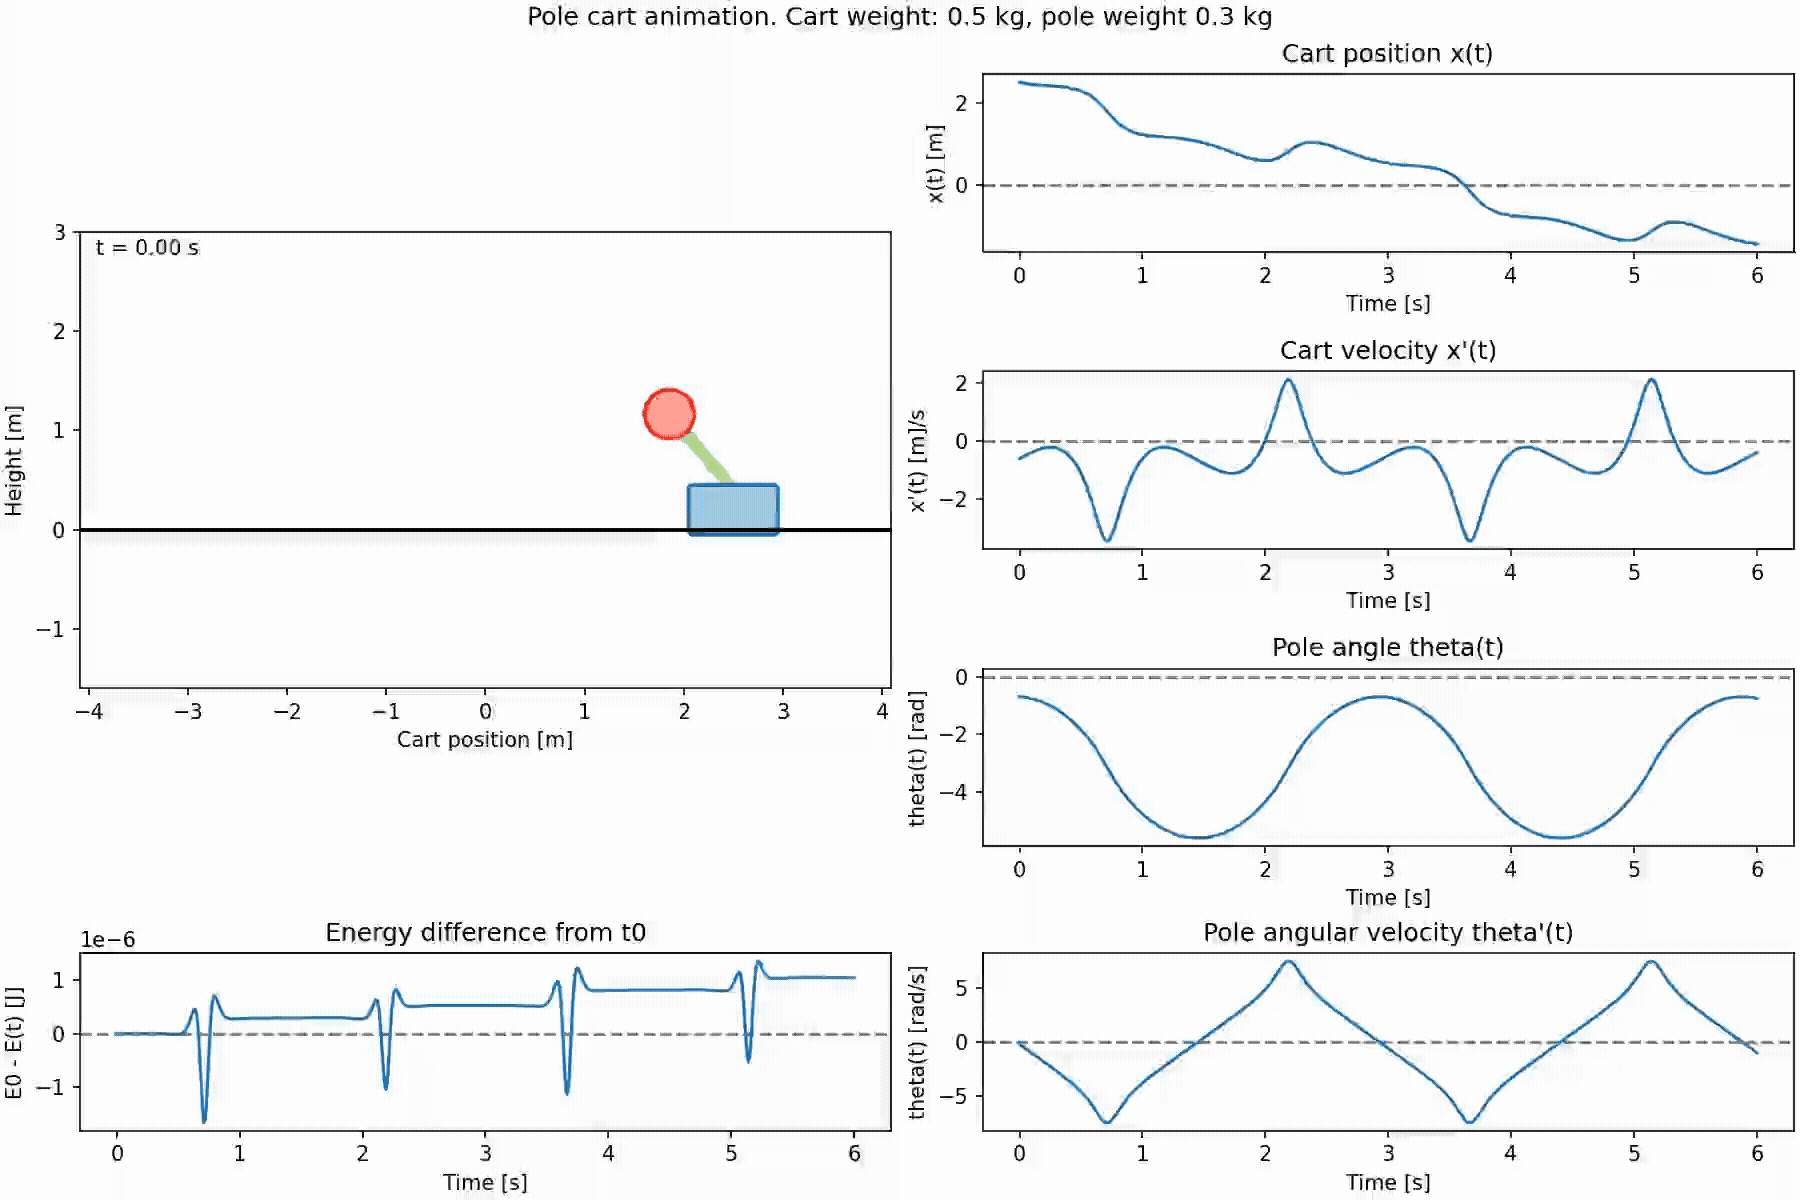 Pole cart animation. Cart weight: 0.5 kg, pole weight 0.3 kg
t = 0.00 s
3
2
1
0
−1
Height [m]
−4 −3 −2 −1 0 1 2 3 4
Cart position [m]
Energy difference from t0
1e−6
1
0
−1
E0 - E(t) [J]
0 1 2 3 4 5 6
Time [s]
Cart position x(t)
2
0
x(t) [m]
0 1 2 3 4 5 6
Time [s]
Cart velocity x'(t)
2
0
−2
x'(t) [m]/s
0 1 2 3 4 5 6
Time [s]
Pole angle theta(t)
0
−2
−4
theta(t) [rad]
0 1 2 3 4 5 6
Time [s]
Pole angular velocity theta'(t)
5
0
−5
theta(t) [rad/s]
0 1 2 3 4 5 6
Time [s]